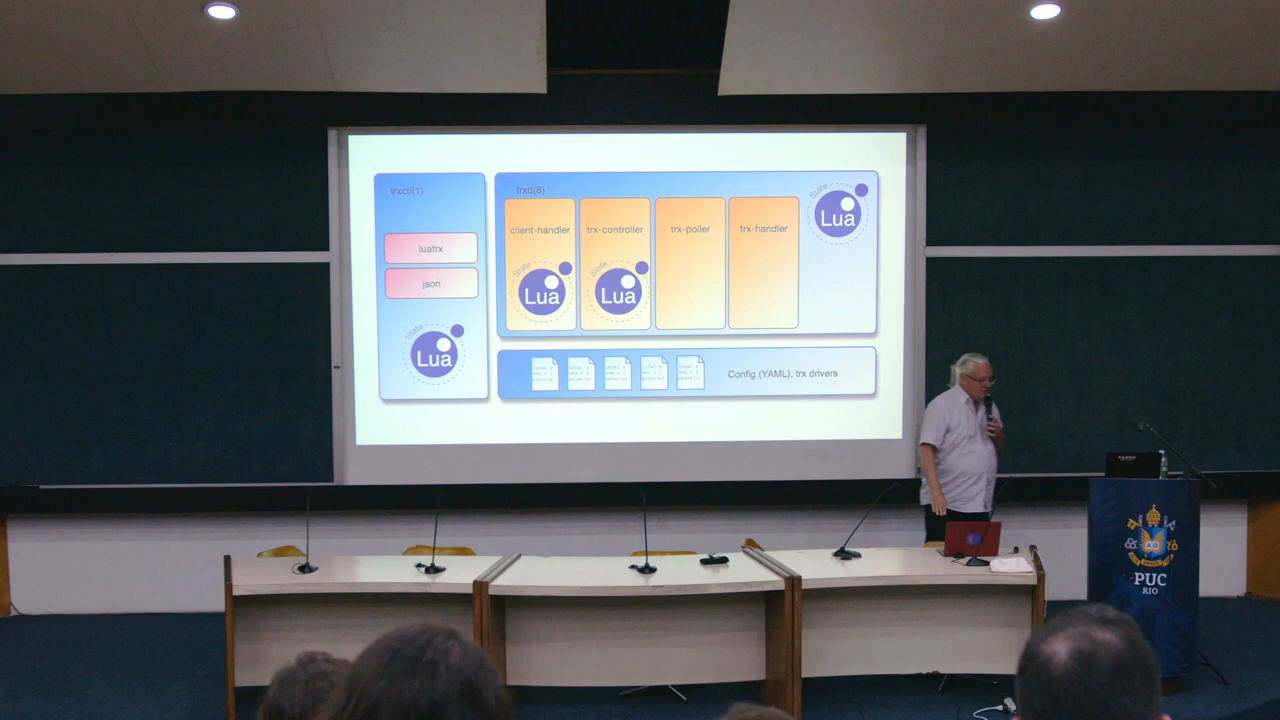 trxctl(1)
luatrx
json
State
Lua
trxd(8)
client-handler
State
Lua
trx-controller
State
Lua
trx-poller
trx-handler
State
Lua
Config (YAML), trx drivers
PUC
RIO